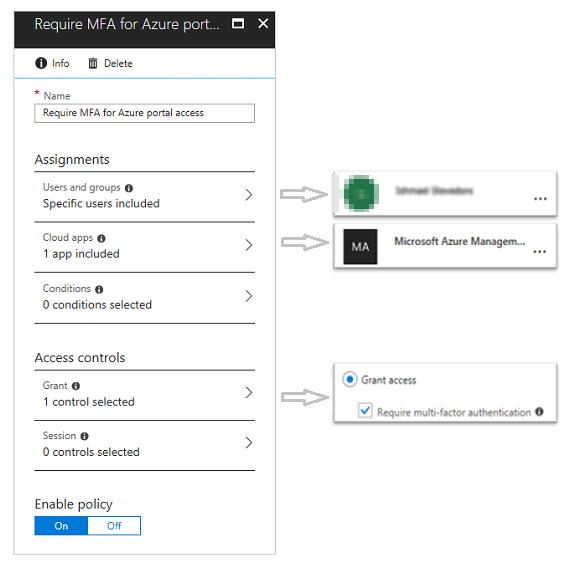 Require MFA for Azure port...
Info
Delete
* Name
Require MFA for Azure portal access
Assignments
Users and groups
Specific users included
Cloud apps
1 app included
MA
Microsoft Azure Managem...
Conditions
0 conditions selected
Access controls
Grant
1 control selected
Grant access
Require multi-factor authentication
Session
0 controls selected
Enable policy
On
Off